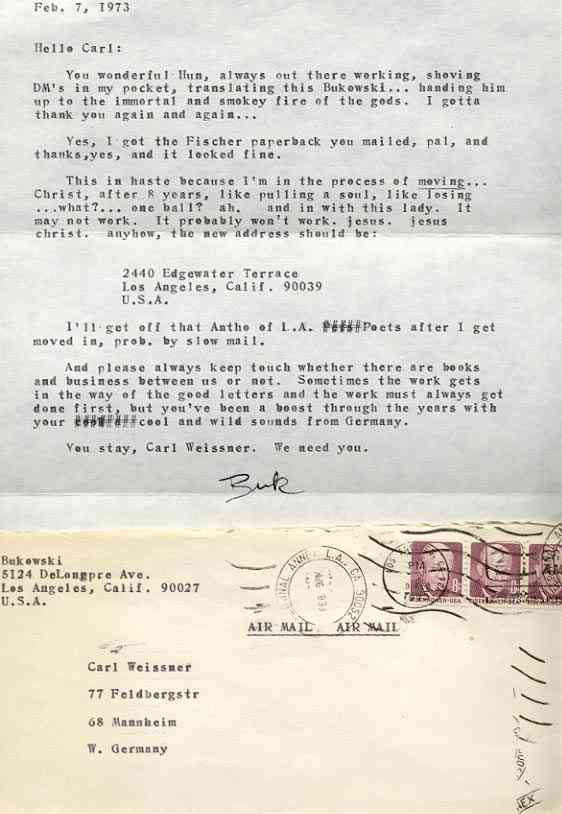 Feb. 7, 1973
Hello Carl:
You wonderful Hun, always out there working, shoving
DM's in my pocket, translating this Bukowski... handing him
up to the immortal and smokey fire of the gods. I gotta
thank you again and again...
Yes, I got the Fischer paperback you mailed, pal, and
thanks,yes, and it looked fine.
This in haste because I'm in the process of moving...
Christ, after 8 years, like pulling a soul, like losing
...what?... one ball? ah. and in with this lady. It
may not work. It probably won't work. jesus. jesus
christ. anyhow, the new address should be:
2440 Edgewater Terrace
Los Angeles, Calif. 90039
U.S.A.
I'll get off that Antho of L.A. Poets after I get
moved in, prob. by slow mail.
And please always keep touch whether there are books
and business between us or not. Sometimes the work gets
in the way of the good letters and the work must always get
done first, but you've been a boost through the years with
your cool and wild sounds from Germany.
You stay, Carl Weissner. We need you.
Buk
Bukowski
5124 DeLongpre Ave.
Los Angeles, Calif. 90027
U.S.A.
AIR MAIL AIR MAIL
Carl Weissner
77 Feldbergstr
68 Mannheim
W. Germany